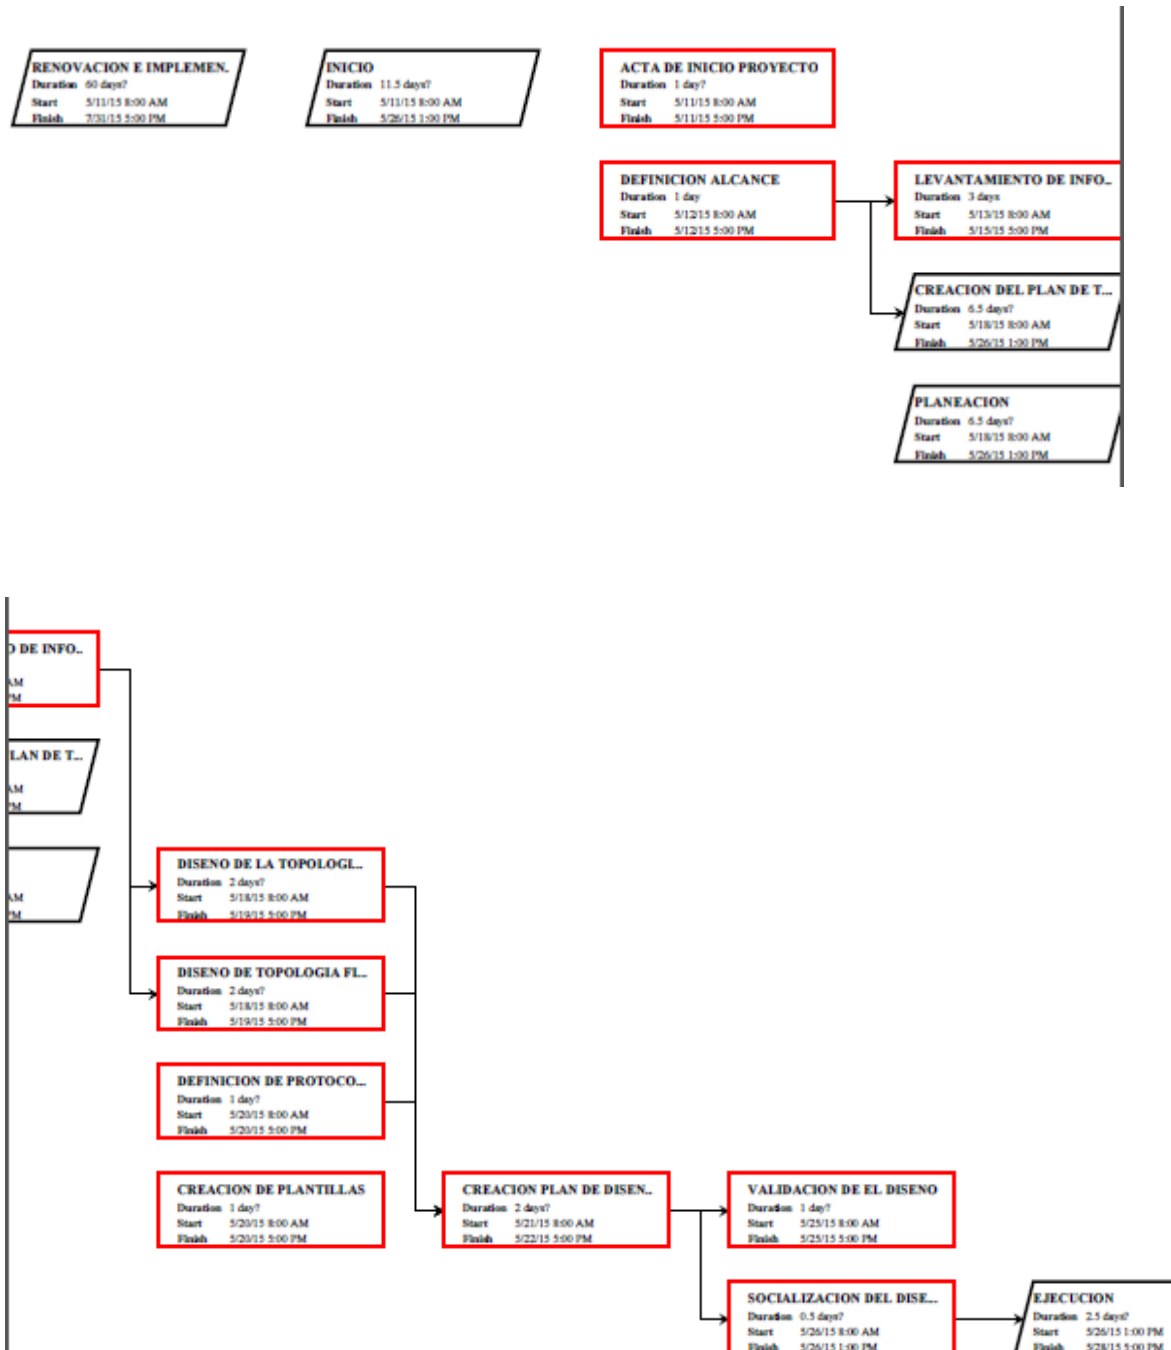 RENOVACION E IMPLEMEN.
Duration 60 days?
Start 5/11/15 8:00 AM
Finish 7/31/15 5:00 PM
INICIO
Duration 11.5 days?
Start 5/11/15 8:00 AM
Finish 5/26/15 1:00 PM
ACTA DE INICIO PROYECTO
Duration 1 day?
Start 5/11/15 8:00 AM
Finish 5/11/15 5:00 PM
DEFINICION ALCANCE
Duration 1 day
Start 5/12/15 8:00 AM
Finish 5/12/15 5:00 PM
LEVANTAMIENTO DE INFO...
Duration 3 days
Start 5/13/15 8:00 AM
Finish 5/15/15 5:00 PM
CREACION DEL PLAN DE T...
Duration 6.5 days?
Start 5/18/15 8:00 AM
Finish 5/26/15 1:00 PM
PLANEACION
Duration 6.5 days?
Start 5/18/15 8:00 AM
Finish 5/26/15 1:00 PM
O DE INFO...
AM
PM
LAN DE T...
AM
PM
AM
PM
DISENO DE LA TOPOLOGI...
Duration 2 days?
Start 5/18/15 8:00 AM
Finish 5/19/15 5:00 PM
DISENO DE TOPOLOGIA FI...
Duration 2 days?
Start 5/18/15 8:00 AM
Finish 5/19/15 5:00 PM
DEFINICION DE PROTOCO...
Duration 1 day?
Start 5/20/15 8:00 AM
Finish 5/20/15 5:00 PM
CREACION DE PLANTILLAS
Duration 1 day?
Start 5/20/15 8:00 AM
Finish 5/20/15 5:00 PM
CREACION PLAN DE DISEN...
Duration 2 days?
Start 5/21/15 8:00 AM
Finish 5/22/15 5:00 PM
VALIDACION DE EL DISENO
Duration 1 day?
Start 5/25/15 8:00 AM
Finish 5/25/15 5:00 PM
SOCIALIZACION DEL DISE...
Duration 0.5 days?
Start 5/26/15 8:00 AM
Finish 5/26/15 1:00 PM
EJECUCION
Duration 2.5 days?
Start 5/26/15 1:00 PM
Finish 5/28/15 5:00 PM